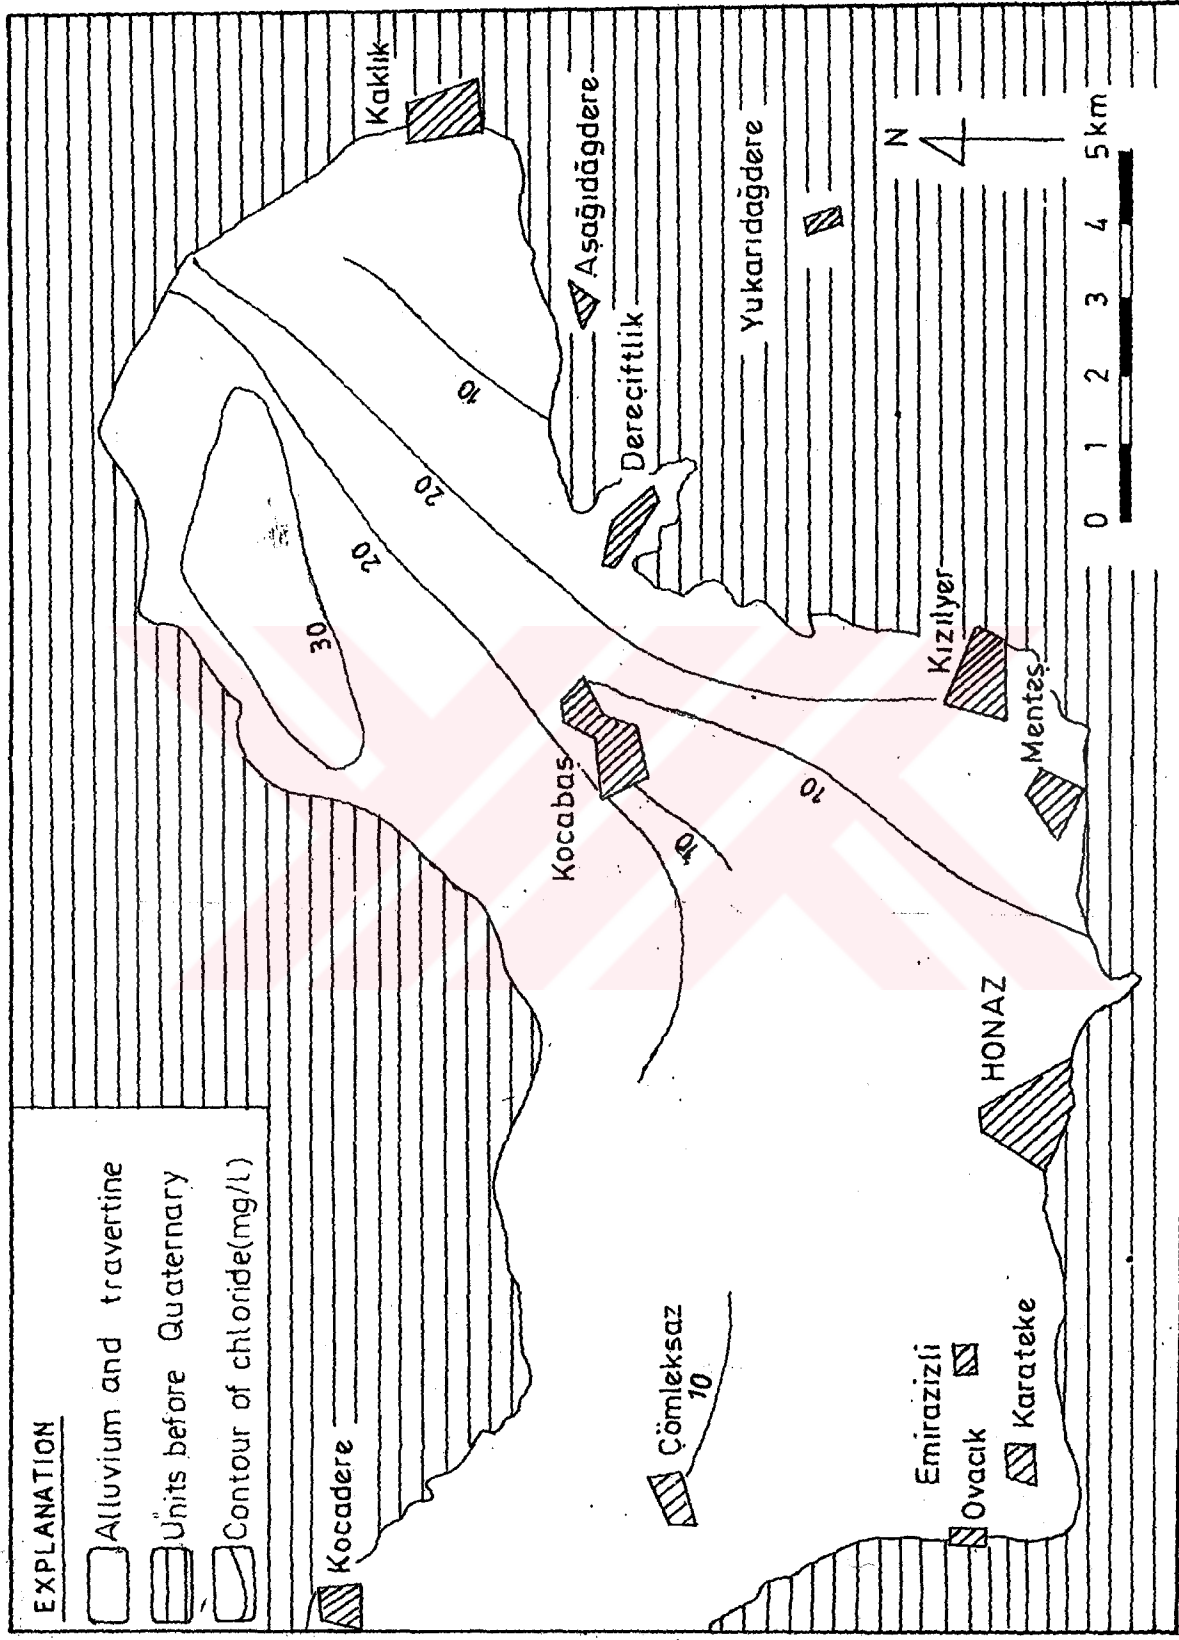 EXPLANATION
Alluvium and travertine
Units before Quaternary
Contour of chloride(mg/l)
Kocadere
Kaklık
Aşağıdağdere
Dereçiftlik
Yukarıdağdere
Kocabaş
Kızılyer
Menteş
HONAZ
Çömleksaz
Emirazizli
Ovacık
Karateke
30
20
20
10
10
10
10
N
0 1 2 3 4 5 km